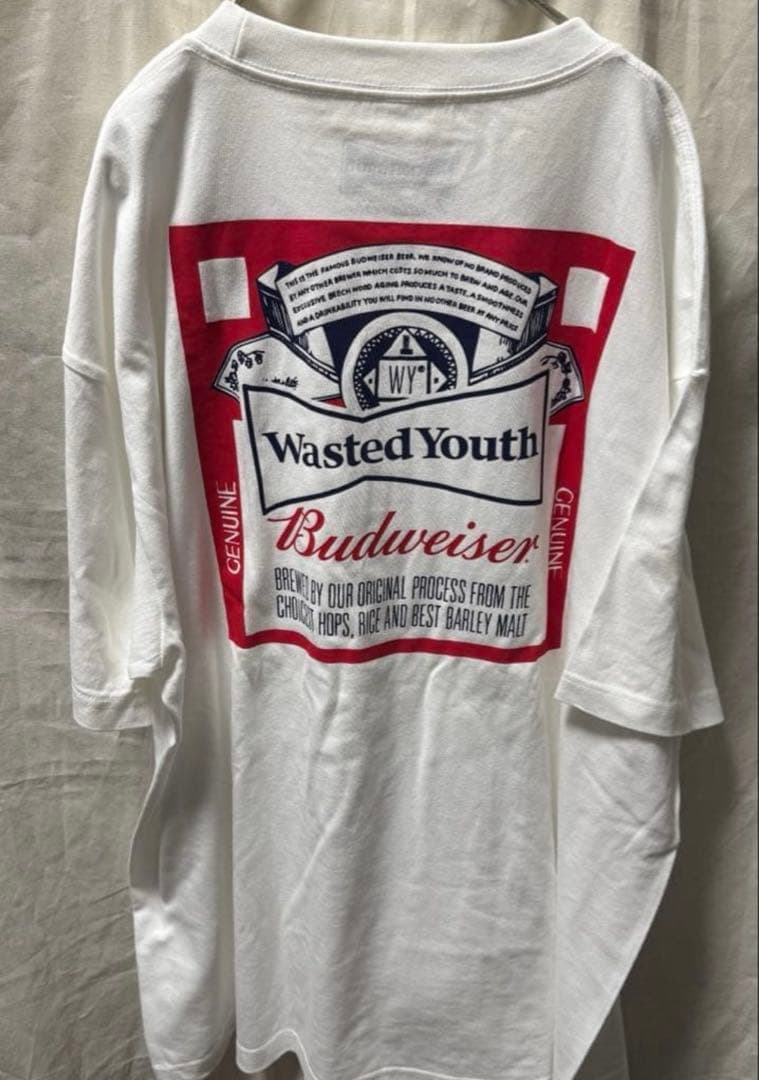 THIS IS THE FAMOUS BUDWEISER BEER. WE KNOW OF NO BRAND PRODUCED
BY ANY OTHER BREWER WHICH COSTS SO MUCH TO BREW AND AGE. OUR
EXCLUSIVE BEECH WOOD AGING PRODUCES A TASTE, A SMOOTHNESS
AND A DRINKABILITY YOU WILL FIND IN NO OTHER BEER AT ANY PRICE
WY®
Wasted Youth
GENUINE
GENUINE
Budweiser
BREWED BY OUR ORIGINAL PROCESS FROM THE
CHOICEST HOPS, RICE AND BEST BARLEY MALT